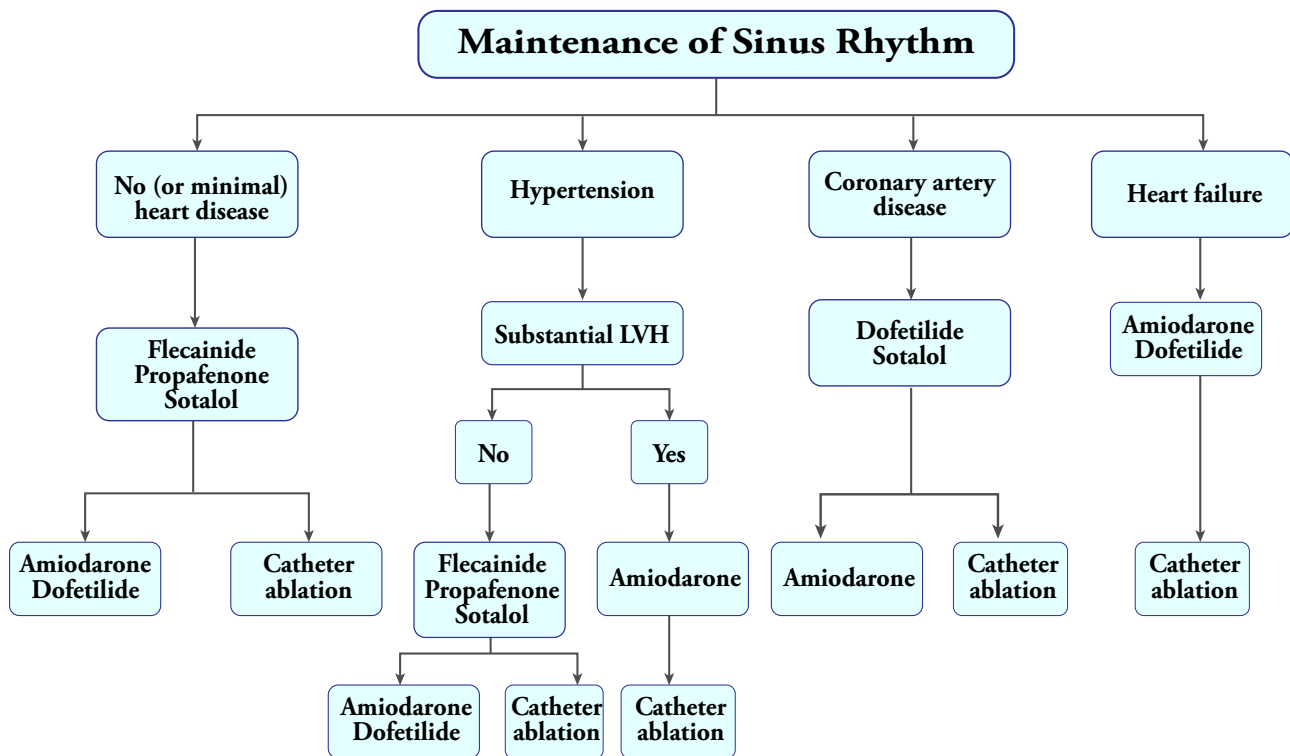 Maintenance of Sinus Rhythm
No (or minimal)
heart disease
Hypertension
Coronary artery
disease
Heart failure
Flecainide
Propafenone
Sotalol
Substantial LVH
Dofetilide
Sotalol
Amiodarone
Dofetilide
No
Yes
Amiodarone
Dofetilide
Catheter
ablation
Flecainide
Propafenone
Sotalol
Amiodarone
Amiodarone
Catheter
ablation
Catheter
ablation
Amiodarone
Dofetilide
Catheter
ablation
Catheter
ablation